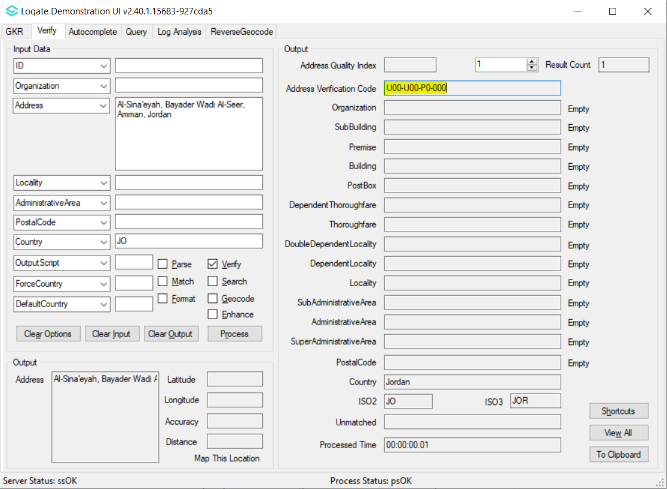 Loqate Demonstration UI v2.40.1.15683-927cda5
GKR Verify Autocomplete Query Log Analysis ReverseGeocode
Input Data
ID
Organization
Address Al-Sina'eyah, Bayader Wadi Al-Seer,
Amman, Jordan
Locality
AdministrativeArea
PostalCode
Country JO
OutputScript Parse Verify
ForceCountry Match Search
DefaultCountry Format Geocode
Enhance
Clear Options Clear Input Clear Output Process
Output
Address Al-Sina'eyah, Bayader Wadi A Latitude
Longitude
Accuracy
Distance
Map This Location
Output
Address Quality Index 1 Result Count 1
Address Verification Code U00-U00-P0-000
Organization Empty
SubBuilding Empty
Premise Empty
Building Empty
PostBox Empty
DependentThoroughfare Empty
Thoroughfare Empty
DoubleDependentLocality Empty
DependentLocality Empty
Locality Empty
SubAdministrativeArea Empty
AdministrativeArea Empty
SuperAdministrativeArea Empty
PostalCode Empty
Country Jordan
ISO2 JO ISO3 JOR
Unmatched
Processed Time 00:00:00.01
Shortcuts
View All
To Clipboard
Server Status: ssOK Process Status: psOK